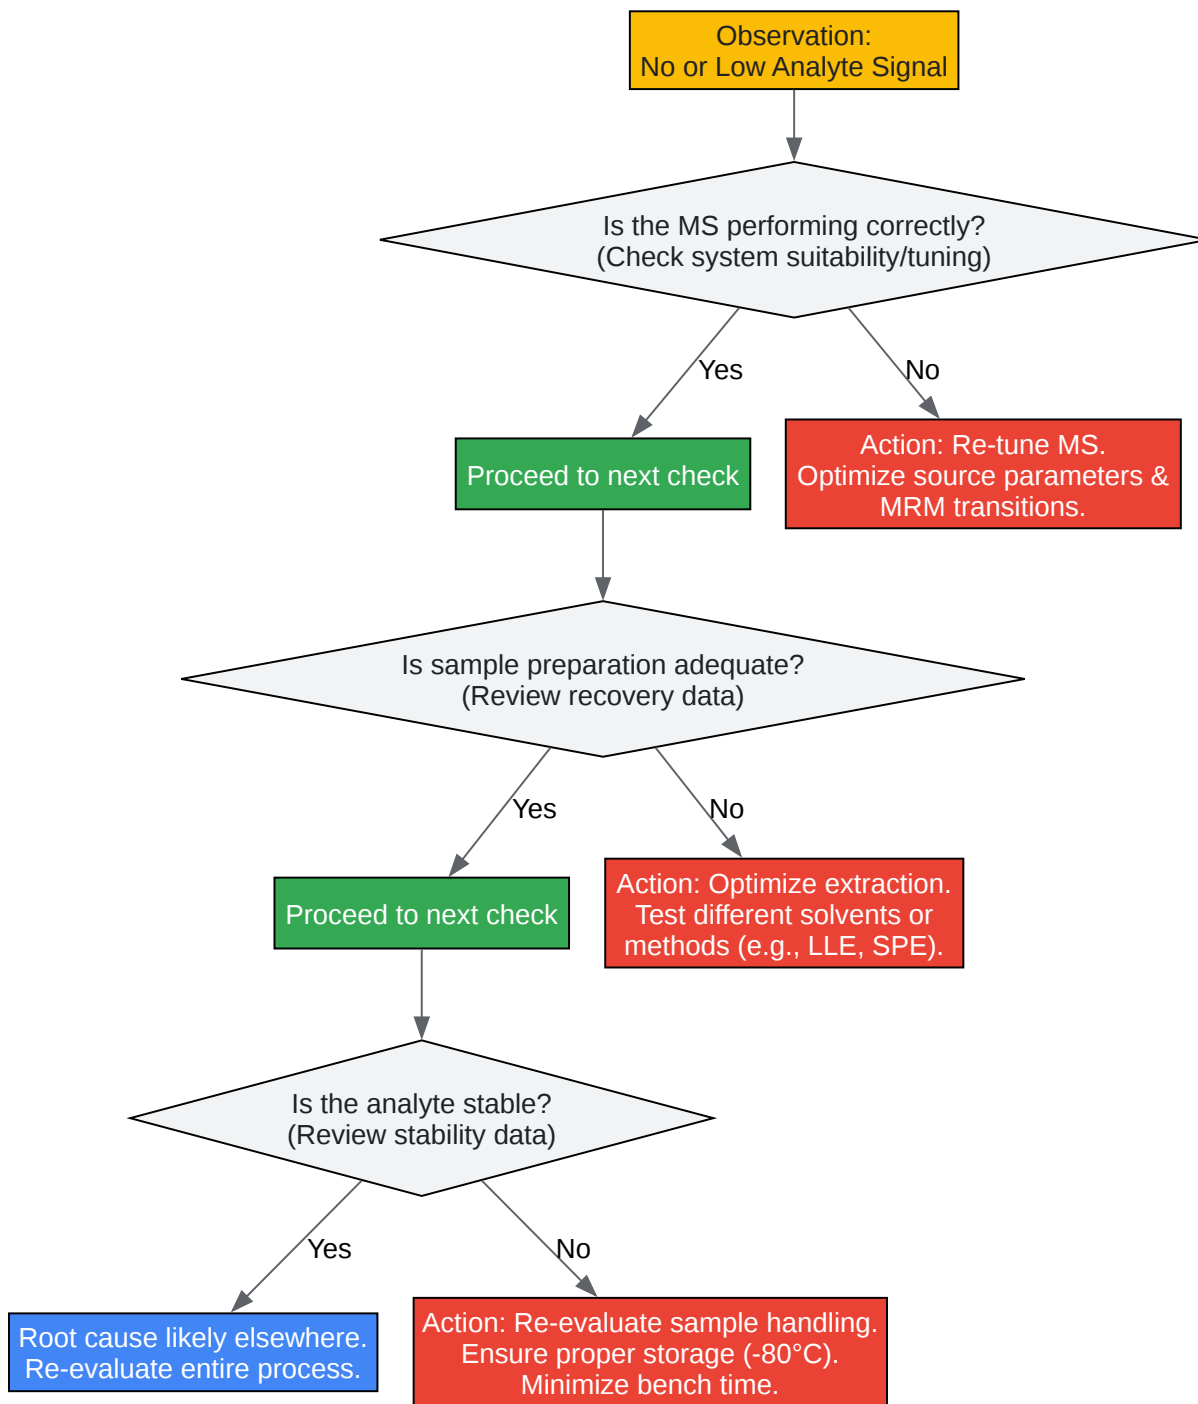 Observation:
No or Low Analyte Signal
Is the MS performing correctly?
(Check system suitability/tuning)
Yes
No
Proceed to next check
Action: Re-tune MS.
Optimize source parameters &
MRM transitions.
Is sample preparation adequate?
(Review recovery data)
Yes
No
Proceed to next check
Action: Optimize extraction.
Test different solvents or
methods (e.g., LLE, SPE).
Is the analyte stable?
(Review stability data)
Yes
No
Root cause likely elsewhere.
Re-evaluate entire process.
Action: Re-evaluate sample handling.
Ensure proper storage (-80°C).
Minimize bench time.